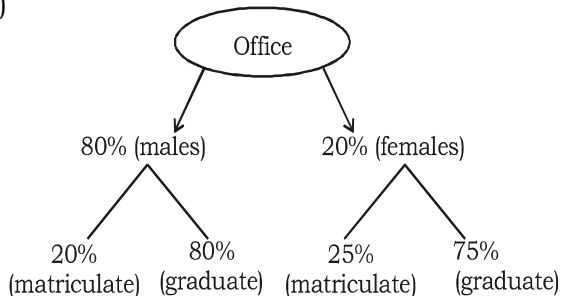 )
Office
80% (males) 20% (females)
20% 80% 25% 75%
(matriculate) (graduate) (matriculate) (graduate)